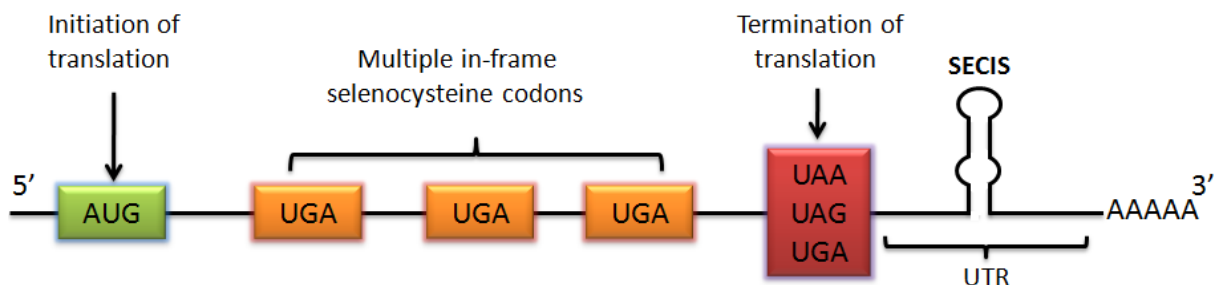 Initiation of
translation
Multiple in-frame
selenocysteine codons
Termination of
translation
SECIS
5’
AUG
UGA
UGA
UGA
UAA
UAG
UGA
AAAAA
3’
UTR